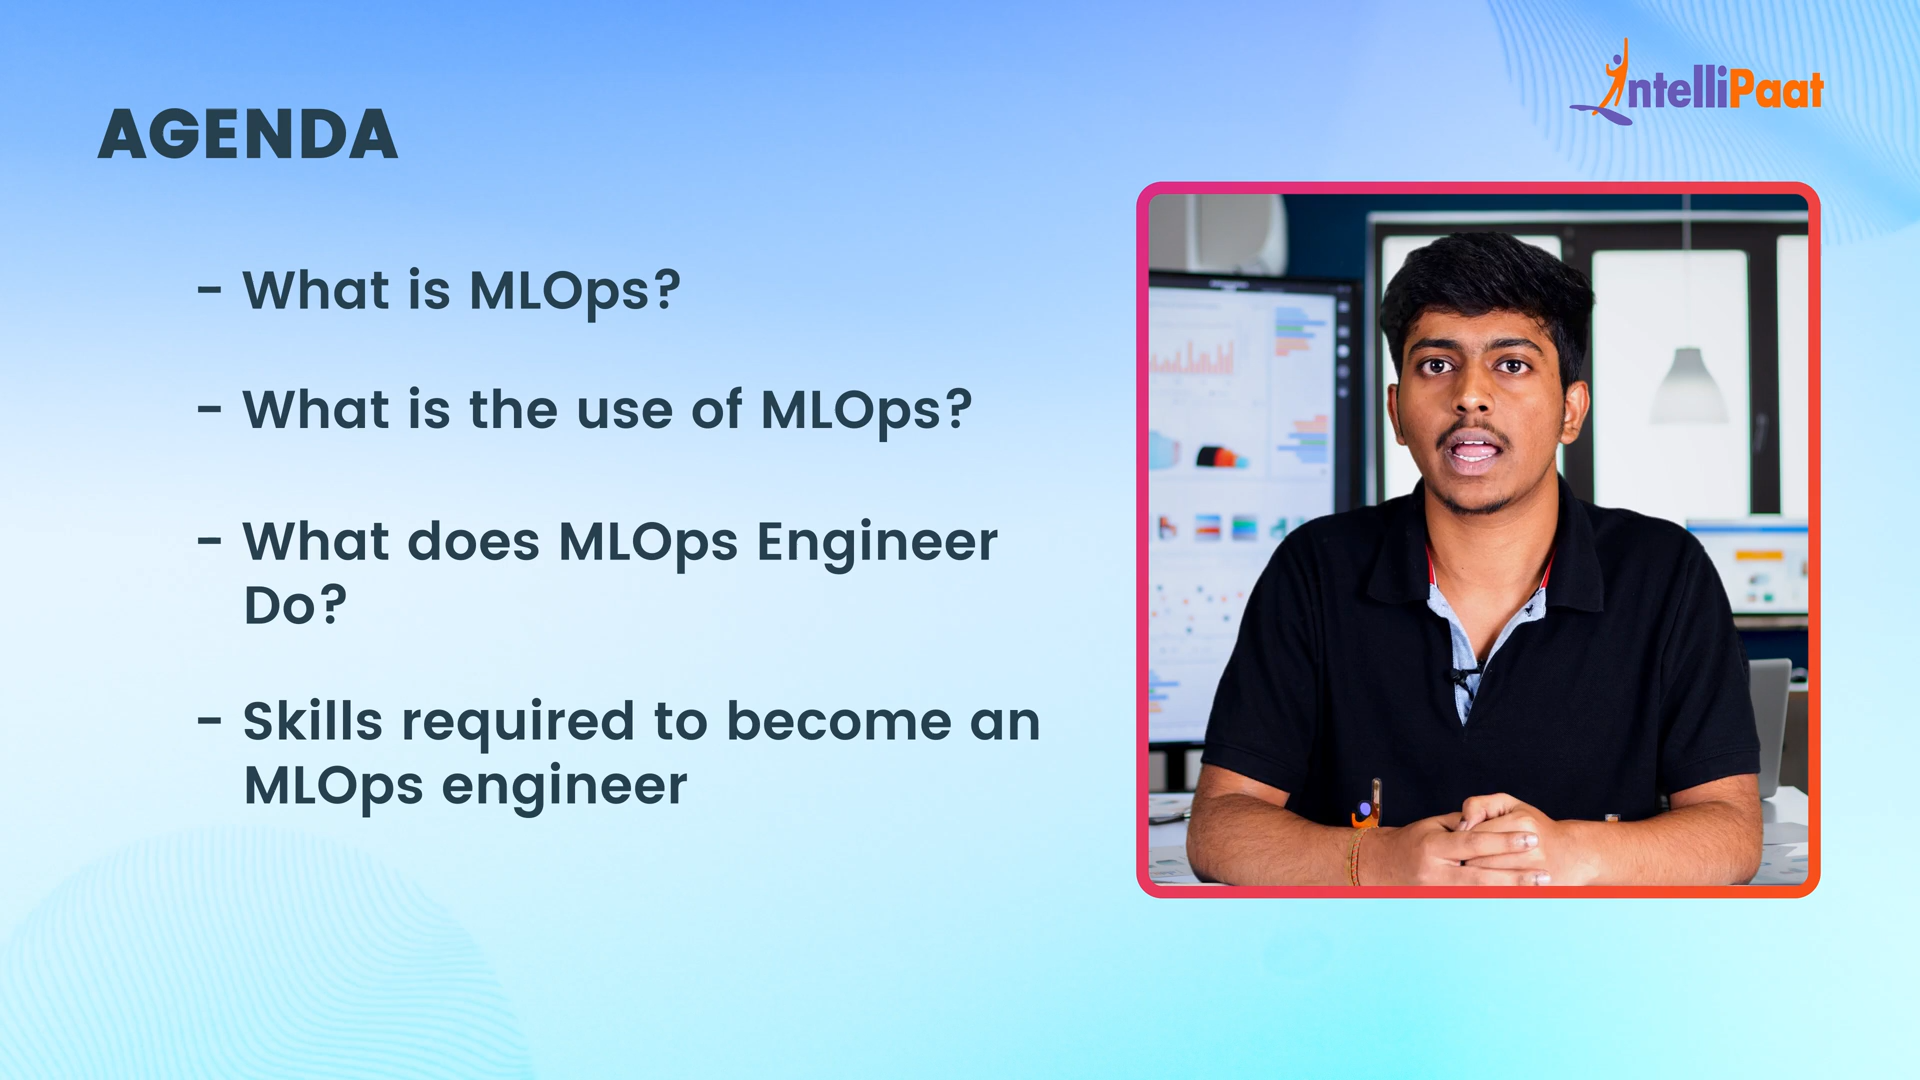 IntelliPaat
AGENDA
- What is MLOps?
- What is the use of MLOps?
- What does MLOps Engineer
Do?
- Skills required to become an
MLOps engineer